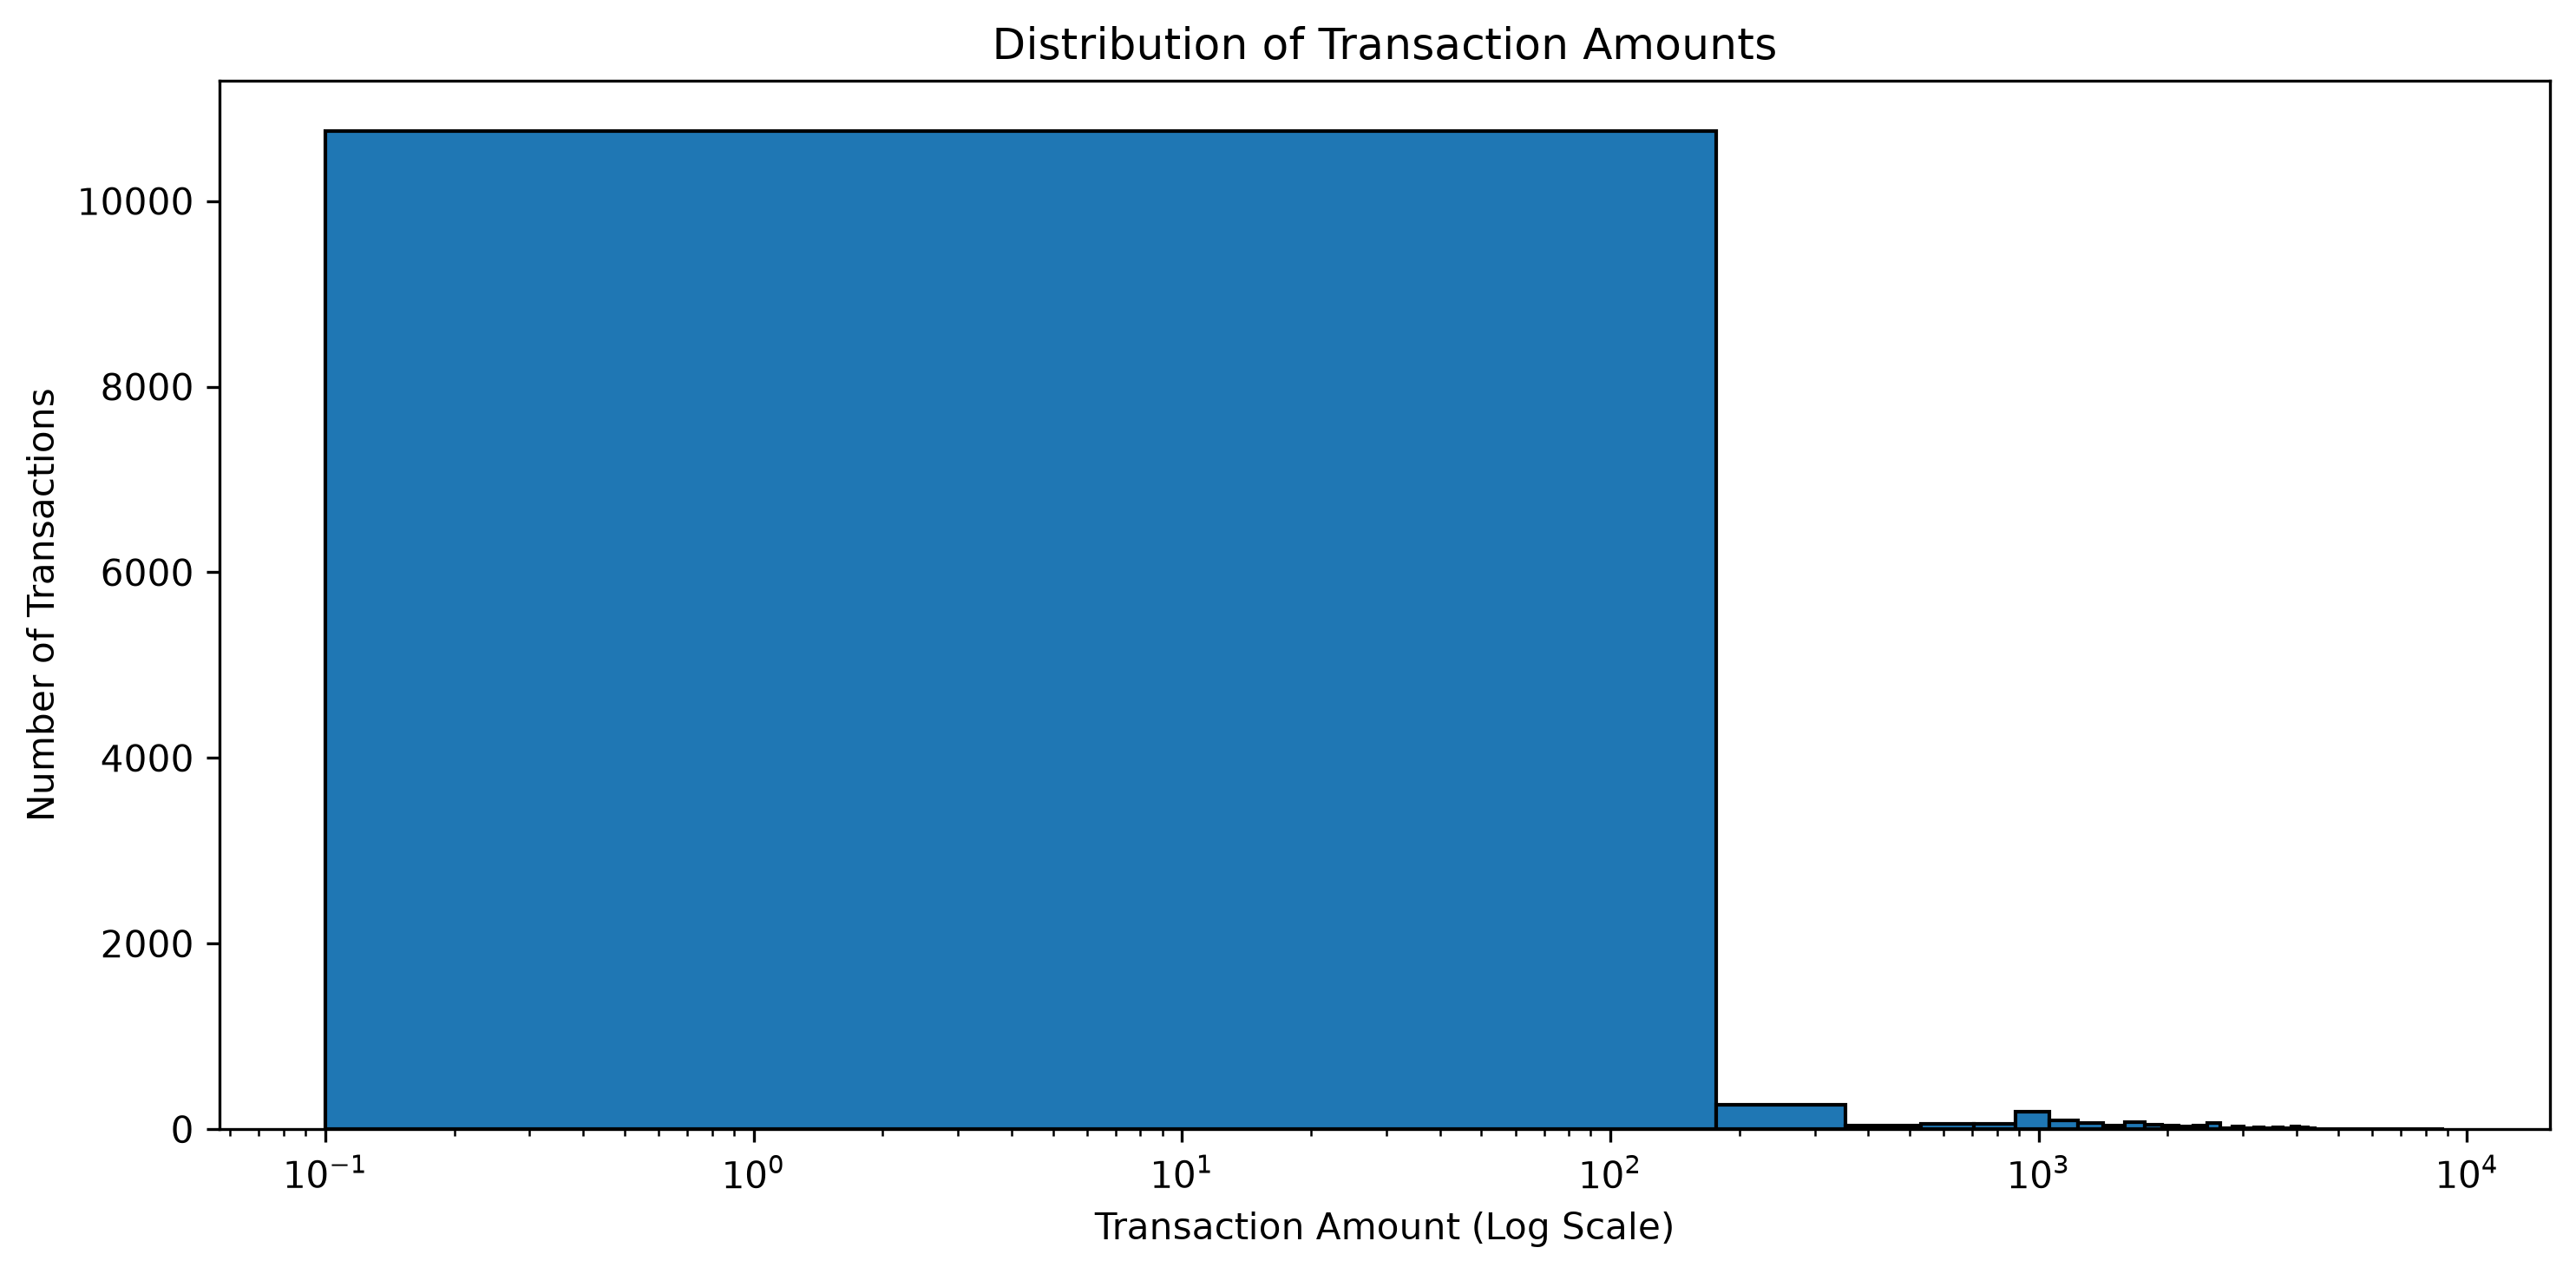 Distribution of Transaction Amounts
Number of Transactions
10000
8000
6000
4000
2000
0
10⁻¹ 10⁰ 10¹ 10² 10³ 10⁴
Transaction Amount (Log Scale)